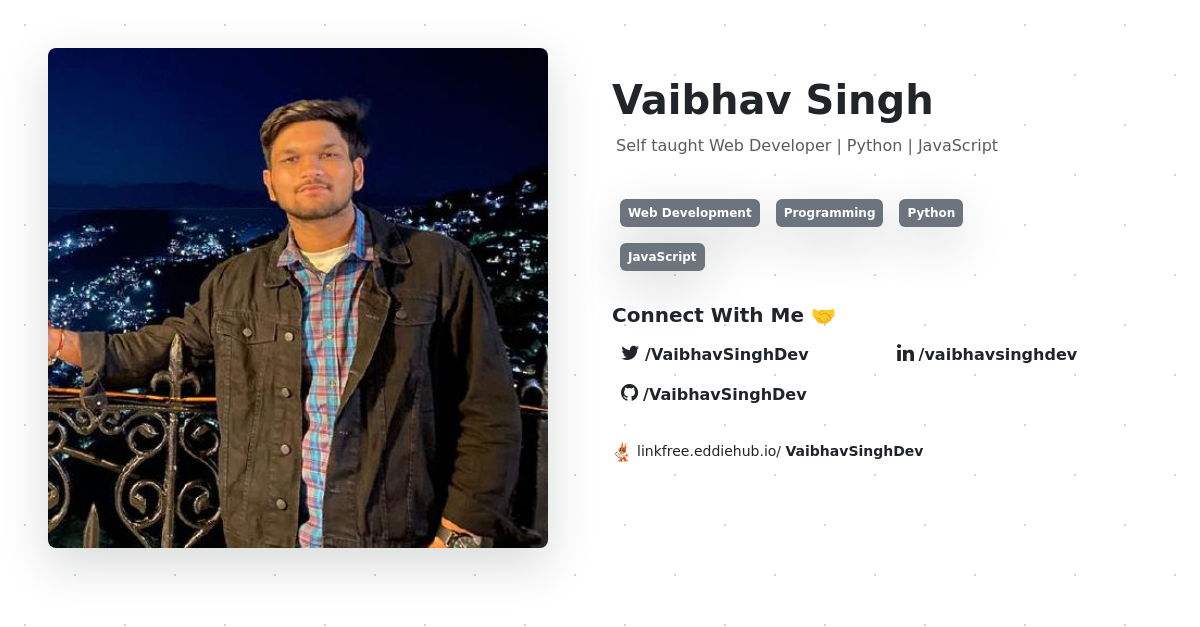 Vaibhav Singh
Self taught Web Developer | Python | JavaScript
Web Development Programming Python
JavaScript
Connect With Me 🤝
/VaibhavSinghDev /vaibhavsinghdev
/VaibhavSinghDev
linkfree.eddiehub.io/ VaibhavSinghDev